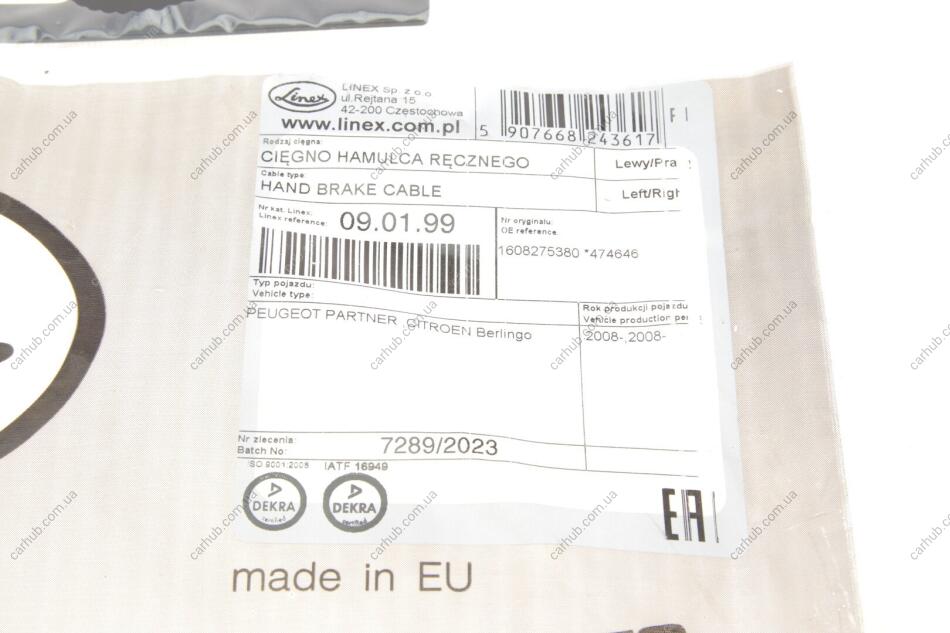 Linex
LINEX Sp. z o.o
ul.Rejtana 15
42-200 Częstochowa
www.linex.com.pl
5 907668 243617
Rodzaj cięgna:
CIĘGNO HAMULCA RĘCZNEGO
Lewy/Pra
Cable type:
HAND BRAKE CABLE
Left/Righ
Nr kat. Linex:
Linex reference:
09.01.99
Nr oryginału:
OE reference:
1608275380 *474646
Typ pojazdu:
Vehicle type:
Rok produkcji pojazdu
Vehicle production per
PEUGEOT PARTNER, CITROEN Berlingo
2008-,2008-
Nr zlecenia:
Batch No:
7289/2023
ISO 9001:2008
IATF 16949
DEKRA
certified
DEKRA
certified
EAC
made in EU
carhub.com.ua